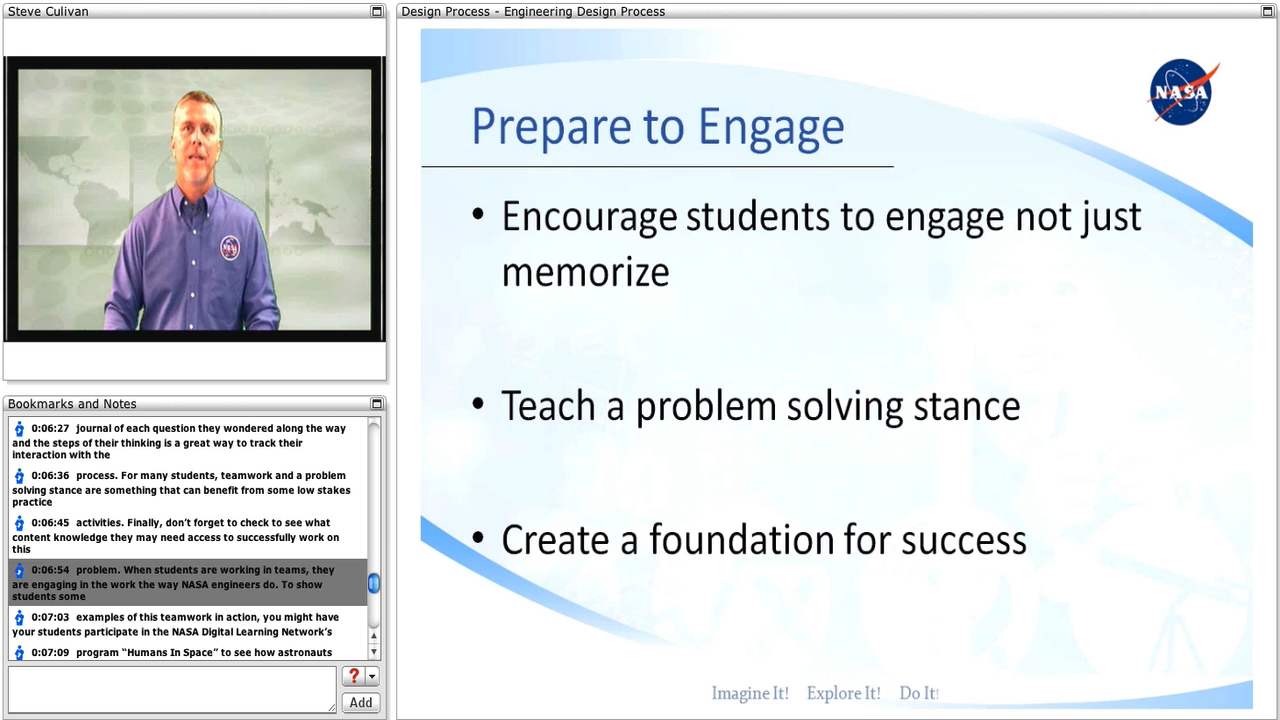 Steve Culivan
Design Process - Engineering Design Process
NASA
NASA
Prepare to Engage
• Encourage students to engage not just
memorize
• Teach a problem solving stance
• Create a foundation for success
Imagine It! Explore It! Do It!
Bookmarks and Notes
0:06:27 journal of each question they wondered along the way
and the steps of their thinking is a great way to track their
interaction with the
0:06:36 process. For many students, teamwork and a problem
solving stance are something that can benefit from some low stakes
practice
0:06:45 activities. Finally, don’t forget to check to see what
content knowledge they may need access to successfully work on
this
0:06:54 problem. When students are working in teams, they
are engaging in the work the way NASA engineers do. To show
students some
0:07:03 examples of this teamwork in action, you might have
your students participate in the NASA Digital Learning Network’s
0:07:09 program “Humans In Space” to see how astronauts
?
Add